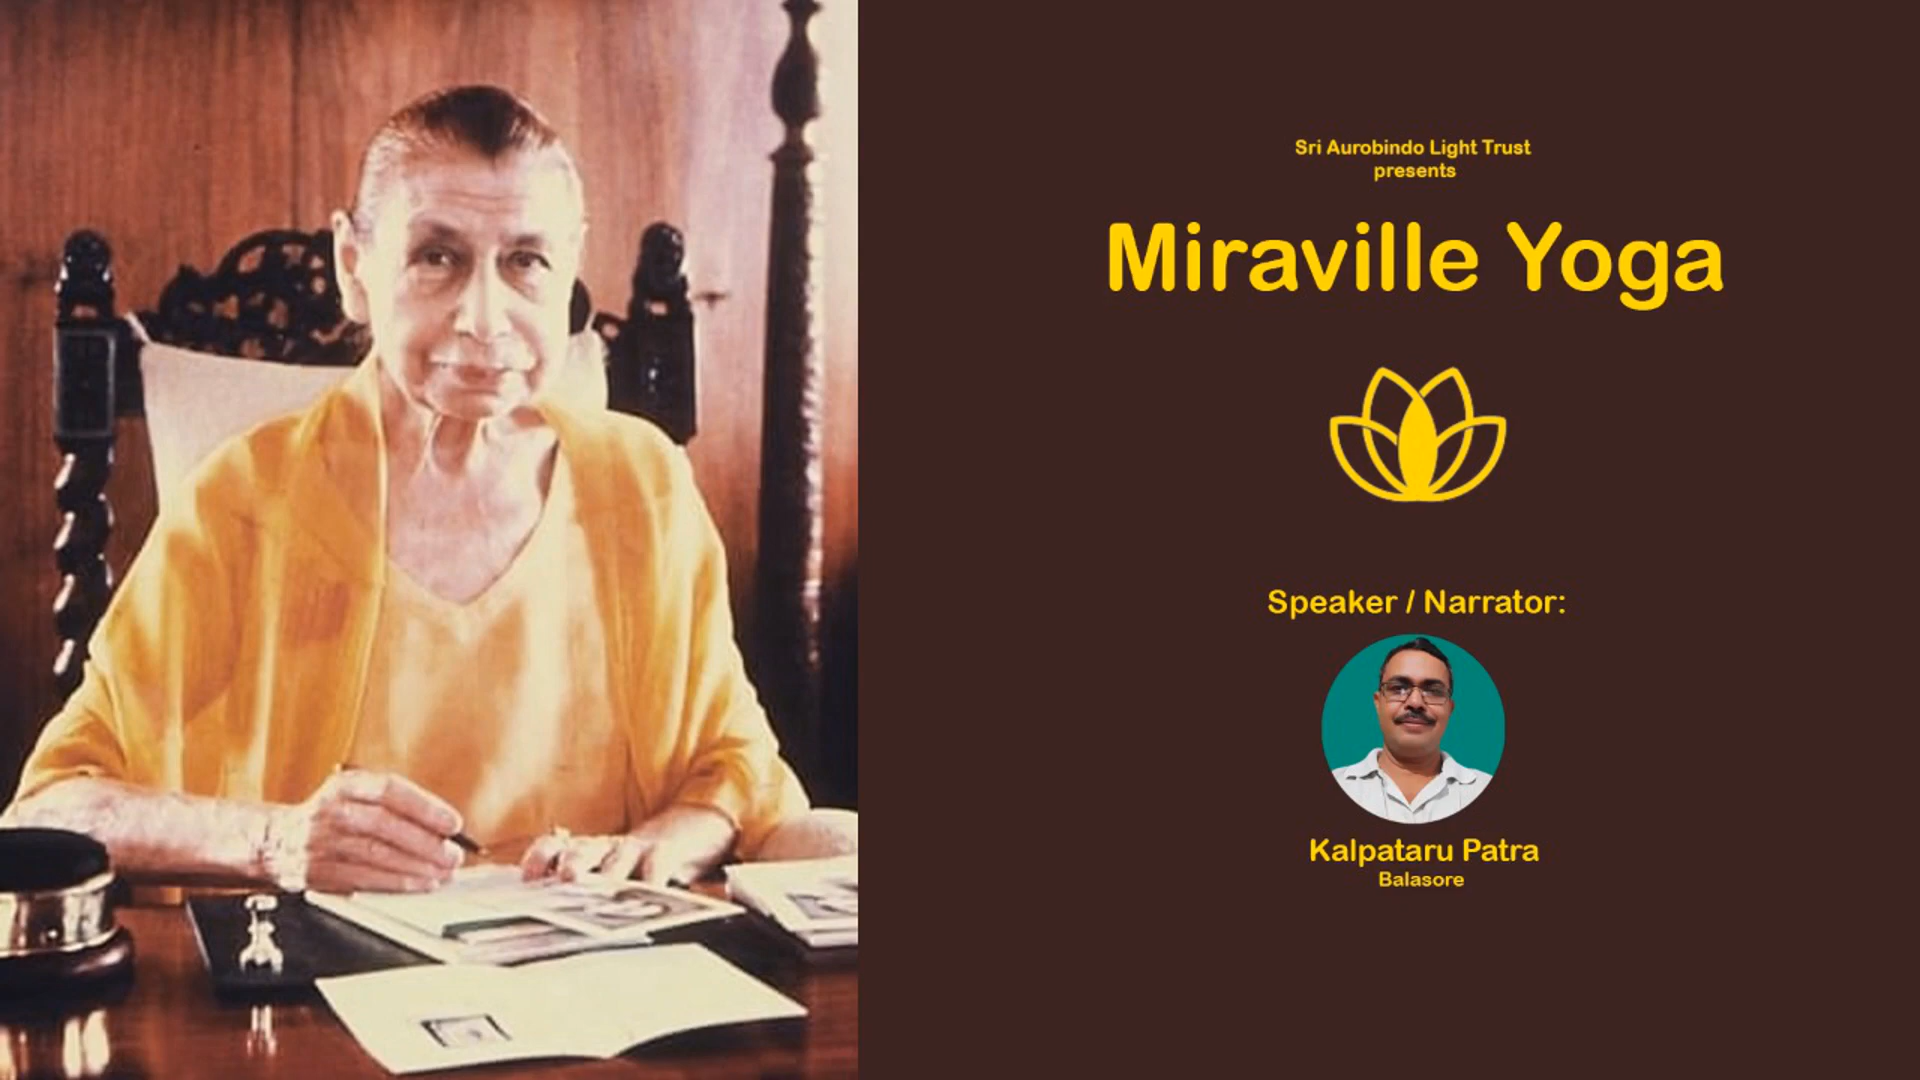 Sri Aurobindo Light Trust
presents
Miraville Yoga
Speaker / Narrator:
Kalpataru Patra
Balasore